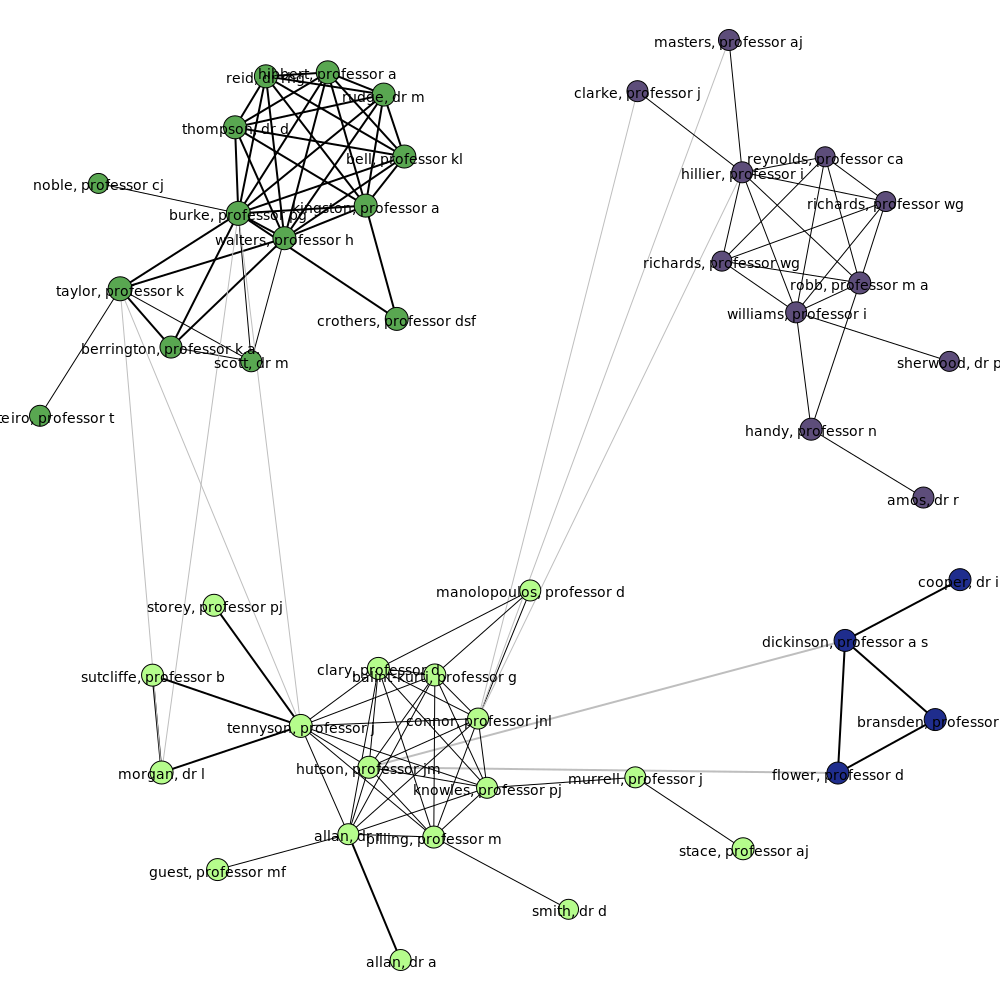 masters, professor aj
hibbert, professor a
reid, dr mg
clarke, professor j
rudge, dr m
thompson, dr d
bell, professor kl
reynolds, professor ca
hillier, professor i
noble, professor cj
richards, professor wg
burke, professor pg
kingston, professor a
walters, professor h
richards, professor wg
robb, professor m a
taylor, professor k
williams, professor i
crothers, professor dsf
berrington, professor k a
scott, dr m
sherwood, dr p
eiro, professor t
handy, professor n
amos, dr r
cooper, dr i
manolopoulos, professor d
storey, professor pj
dickinson, professor a s
clary, professor d
balint-kurti, professor g
sutcliffe, professor b
connor, professor jnl
bransden, professor
tennyson, professor j
hutson, professor jm
morgan, dr l
flower, professor d
murrell, professor j
knowles, professor pj
allan, dr r
pilling, professor m
stace, professor aj
guest, professor mf
smith, dr d
allan, dr a